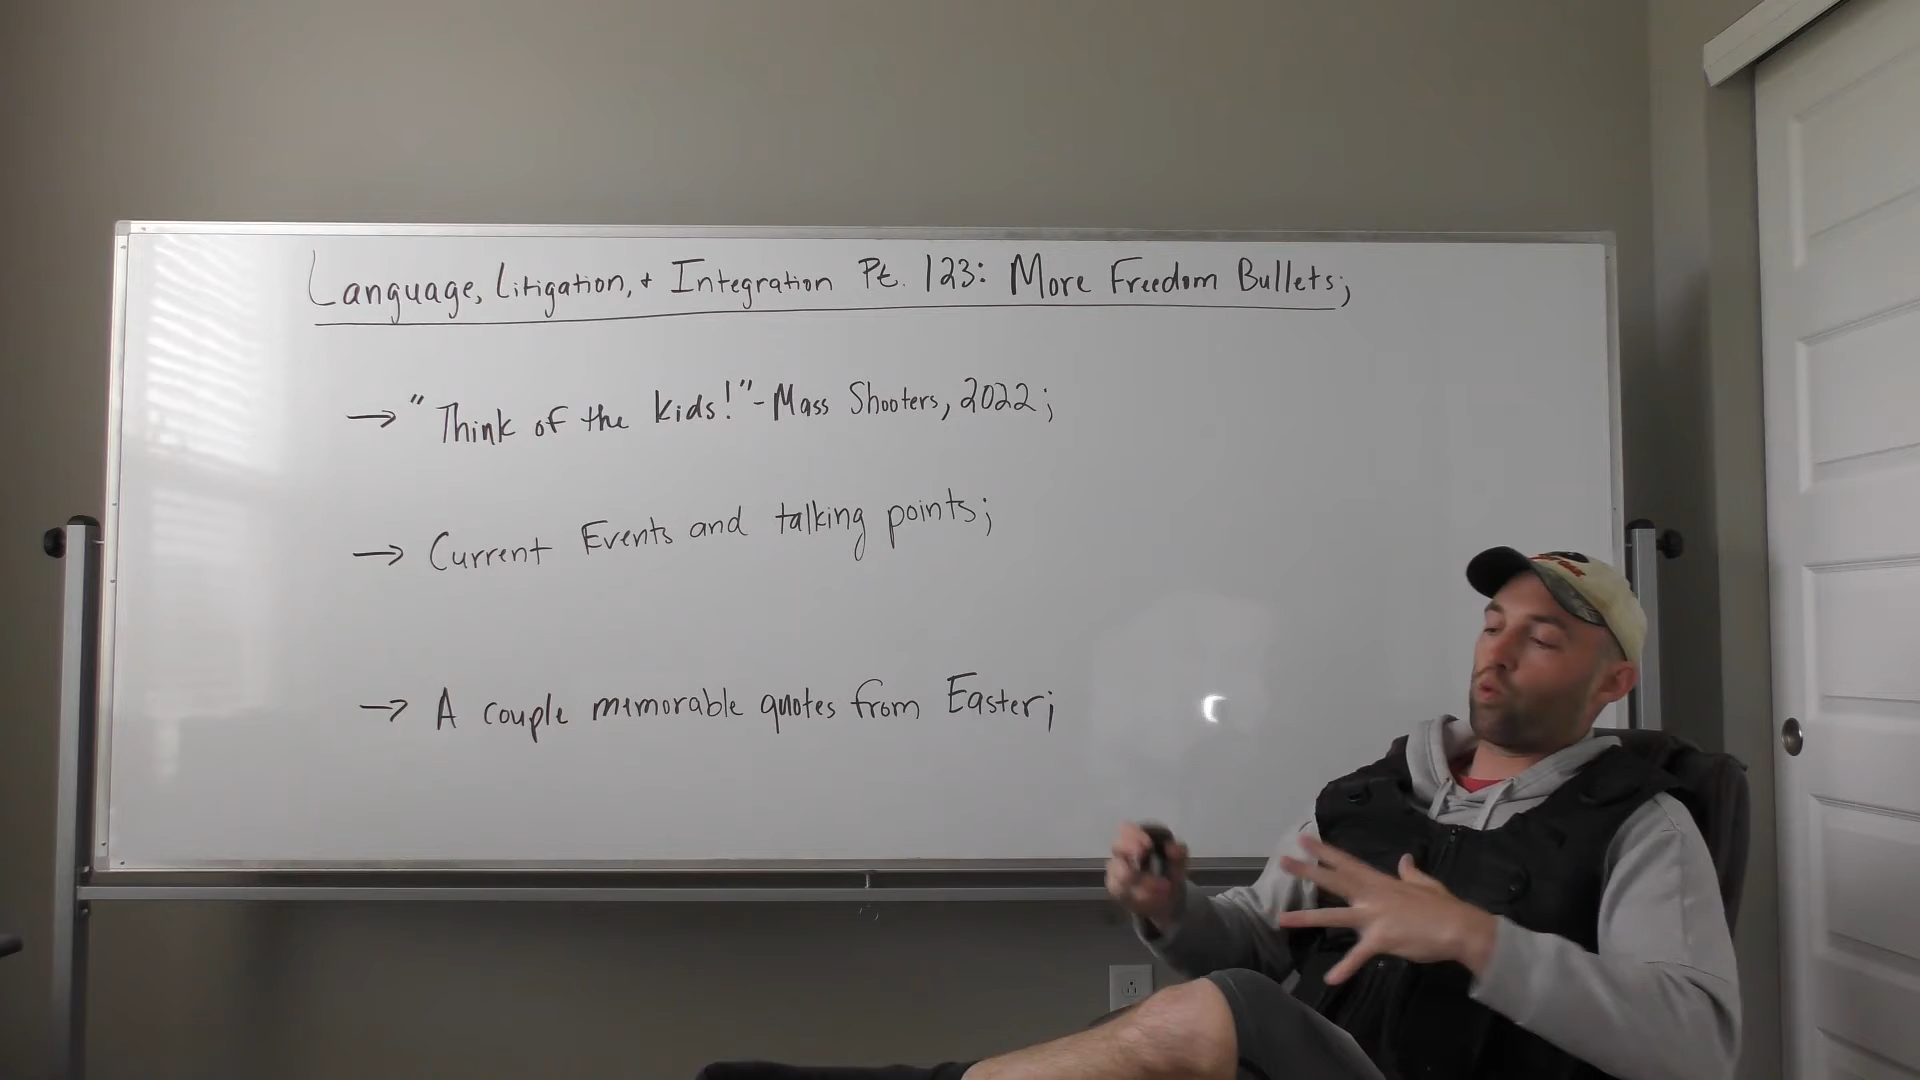 Language, Litigation, + Integration Pt. 123: More Freedom Bullets;
→ "Think of the kids!" - Mass Shooters, 2022;
→ Current Events and talking points;
→ A couple memorable quotes from Easter;